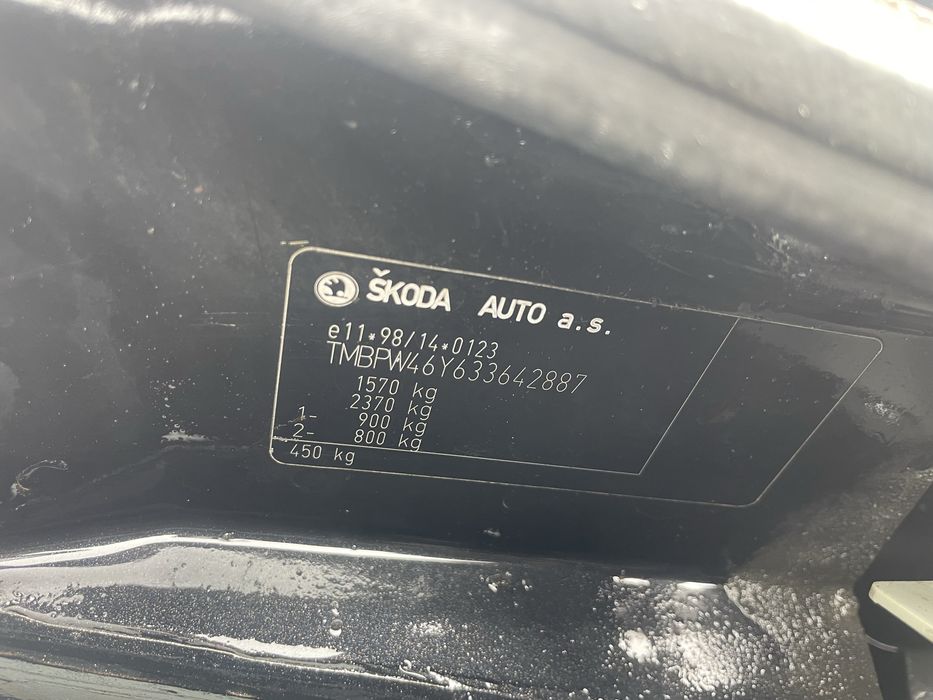 ŠKODA AUTO a.s.
e11*98/14*0123
TMBPW46Y633642887
1570 kg
2370 kg
1- 900 kg
2- 800 kg
450 kg